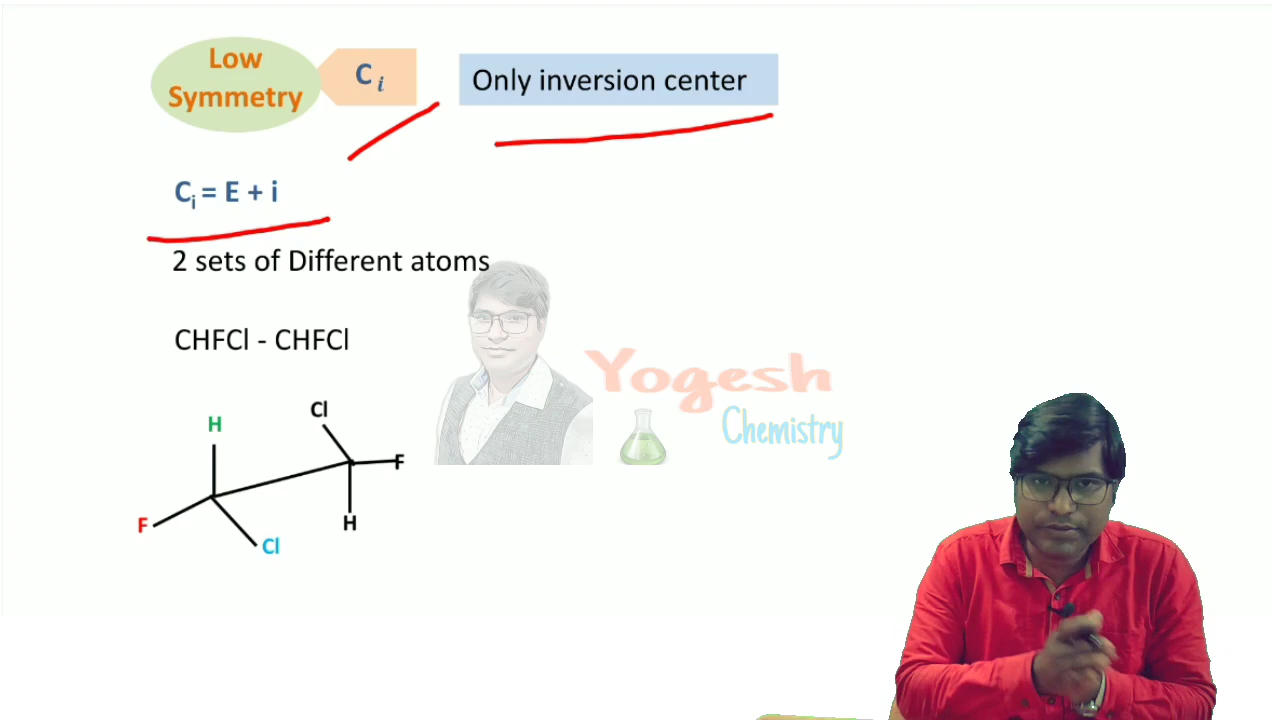 Low
Symmetry
C i
Only inversion center
Ci = E + i
2 sets of Different atoms
CHFCl - CHFCl
Yogesh
Chemistry
Cl
H
F
F
H
Cl